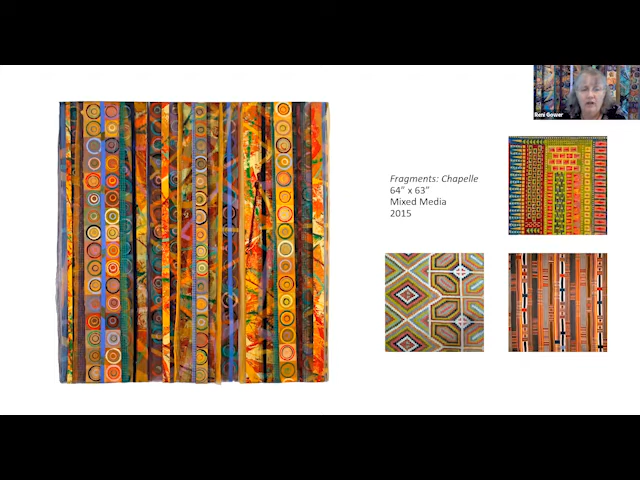 Reni Gower
Fragments: Chapelle
64” x 63”
Mixed Media
2015